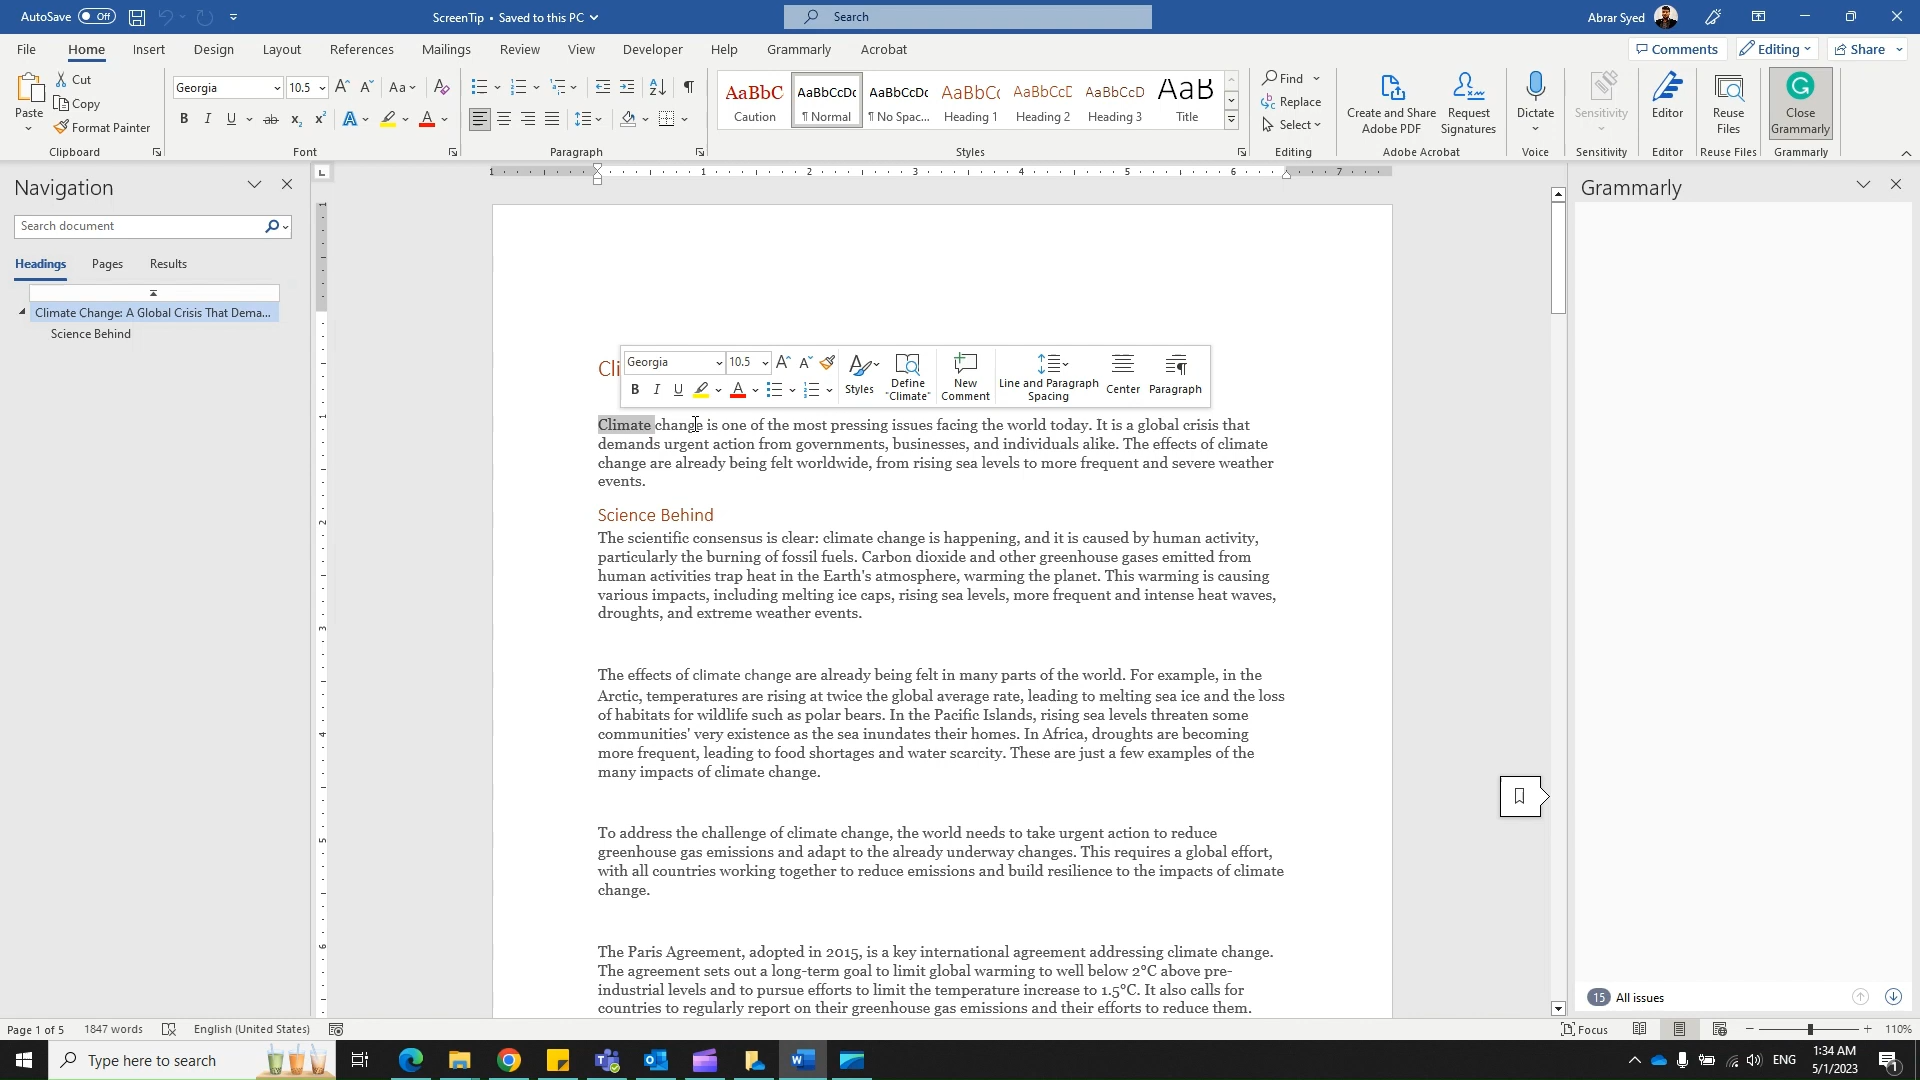 AutoSave Off ScreenTip • Saved to this PC Search Abrar Syed
File Home Insert Design Layout References Mailings Review View Developer Help Grammarly Acrobat Comments Editing Share
Paste Cut Copy Format Painter
Georgia 10.5
AaBbC Caution
AaBbCcDc ¶ Normal
AaBbCcDc ¶ No Spac...
AaBbCc Heading 1
AaBbCcE Heading 2
AaBbCcD Heading 3
AaB Title
Find
Replace
Select
Create and Share Adobe PDF
Request Signatures
Dictate
Sensitivity
Editor
Reuse Files
Close Grammarly
Clipboard Font Paragraph Styles Editing Adobe Acrobat Voice Sensitivity Editor Reuse Files Grammarly
Navigation
Search document
Headings Pages Results
Climate Change: A Global Crisis That Dema...
Science Behind
1 1 2 3 4 5 6 7
Cli
Georgia 10.5
B I U
Styles
Define "Climate"
New Comment
Line and Paragraph Spacing
Center
Paragraph
Climate change is one of the most pressing issues facing the world today. It is a global crisis that
demands urgent action from governments, businesses, and individuals alike. The effects of climate
change are already being felt worldwide, from rising sea levels to more frequent and severe weather
events.
Science Behind
The scientific consensus is clear: climate change is happening, and it is caused by human activity,
particularly the burning of fossil fuels. Carbon dioxide and other greenhouse gases emitted from
human activities trap heat in the Earth's atmosphere, warming the planet. This warming is causing
various impacts, including melting ice caps, rising sea levels, more frequent and intense heat waves,
droughts, and extreme weather events.
The effects of climate change are already being felt in many parts of the world. For example, in the
Arctic, temperatures are rising at twice the global average rate, leading to melting sea ice and the loss
of habitats for wildlife such as polar bears. In the Pacific Islands, rising sea levels threaten some
communities' very existence as the sea inundates their homes. In Africa, droughts are becoming
more frequent, leading to food shortages and water scarcity. These are just a few examples of the
many impacts of climate change.
To address the challenge of climate change, the world needs to take urgent action to reduce
greenhouse gas emissions and adapt to the already underway changes. This requires a global effort,
with all countries working together to reduce emissions and build resilience to the impacts of climate
change.
The Paris Agreement, adopted in 2015, is a key international agreement addressing climate change.
The agreement sets out a long-term goal to limit global warming to well below 2°C above pre-
industrial levels and to pursue efforts to limit the temperature increase to 1.5°C. It also calls for
countries to regularly report on their greenhouse gas emissions and their efforts to reduce them.
Grammarly
15 All issues
Page 1 of 5 1847 words English (United States) Focus 110%
Type here to search
ENG
1:34 AM
5/1/2023